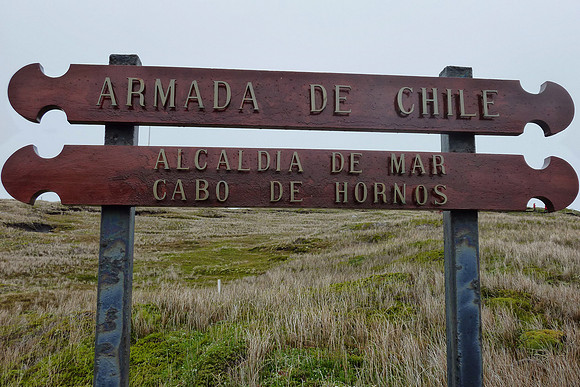 ARMADA DE CHILE
ALCALDIA DE MAR
CABO DE HORNOS